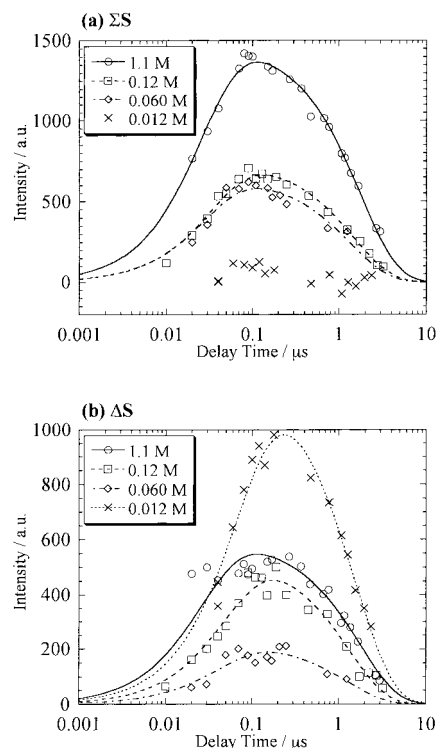 (a) ΣS
1500
1000
500
0
Intensity / a.u.
1.1 M
0.12 M
0.060 M
0.012 M
0.001
0.01
0.1
1
10
Delay Time / μs
(b) ΔS
1000
800
600
400
200
0
Intensity / a.u.
1.1 M
0.12 M
0.060 M
0.012 M
0.001
0.01
0.1
1
10
Delay Time / μs